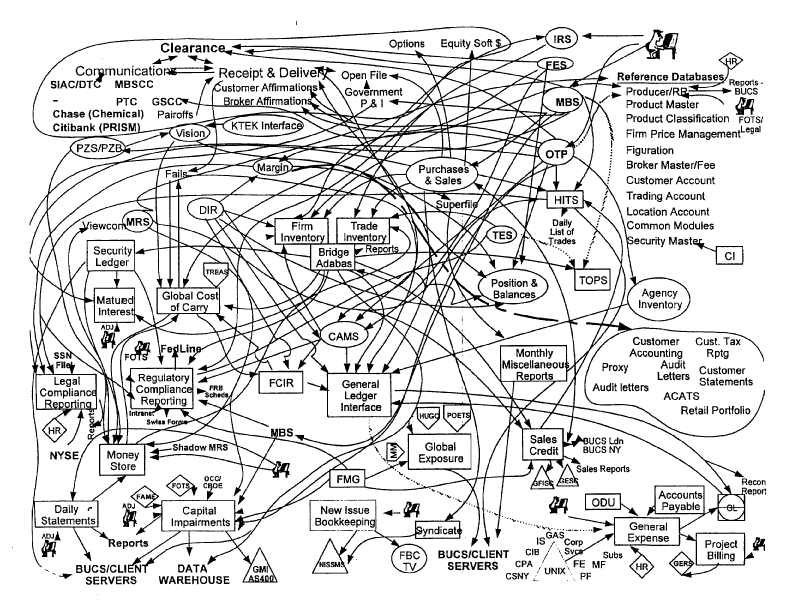 Clearance
Communications
SIAC/DTC
MBSCC
PTC
GSCC
Chase (Chemical)
Pairoffs
Citibank (PRISM)
Options
Equity Soft $
Receipt & Delivery
Customer Affirmations
Broker Affirmations
Open File
Government
P & I
IRS
FES
MBS
OTP
HR
Reference Databases
Producer/RR
Product Master
Product Classification
Firm Price Management
Figuration
Broker Master/Fee
Customer Account
Trading Account
Location Account
Common Modules
Security Master
Reports -
BUCS
FOTS/
Legal
CI
PZS/PZB
Vision
KTEK Interface
Fails
Margin
Purchases
& Sales
Superfile
HITS
Daily
List of
Trades
DIR
MRS
Viewcom
Firm
Inventory
Trade
Inventory
Reports
Bridge
Adabas
TES
TOPS
Security
Ledger
TREAS
Global Cost
of Carry
Matued
Interest
ADJ
Position &
Balances
Agency
Inventory
CAMS
FOTS
FedLine
SSN
File
Legal
Compliance
Reporting
Regulatory
Compliance
Reporting
FRB
Scheds
Intranet
Swiss Forms
FCIR
General
Ledger
Interface
Monthly
Miscellaneous
Reports
Customer
Accounting
Cust. Tax
Rptg
Proxy
Audit
Letters
Customer
Statements
Audit letters
ACATS
Retail Portfolio
HR
Reports
NYSE
Money
Store
Shadow MRS
MBS
HUGO
POETS
MM
Global
Exposure
Sales
Credit
BUCS Ldn
BUCS NY
Sales Reports
GFISC
GESC
FMG
FAME
FOTS
OCC/
CBOE
Daily
Statements
ADJ
ADJ
Reports
Capital
Impairments
New Issue
Bookkeeping
Syndicate
FBC
TV
NISSMS
BUCS/CLIENT
SERVERS
DATA
WAREHOUSE
GMI
AS400
BUCS/CLIENT
SERVERS
ODU
Accounts
Payable
Recon
Report
GL
General
Expense
Project
Billing
GERS
HR
IS
GAS
Corp
Svcs
CIB
CPA
CSNY
UNIX
FE
MF
PF
Subs